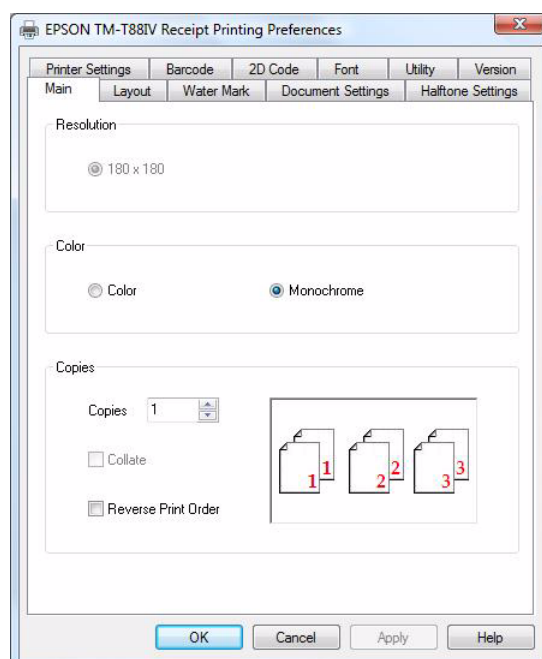 EPSON TM-T88IV Receipt Printing Preferences
Printer Settings Barcode 2D Code Font Utility Version
Main Layout Water Mark Document Settings Halftone Settings
Resolution
180 x 180
Color
Color Monochrome
Copies
Copies 1
Collate
Reverse Print Order
1 1 2 2 3 3
OK Cancel Apply Help